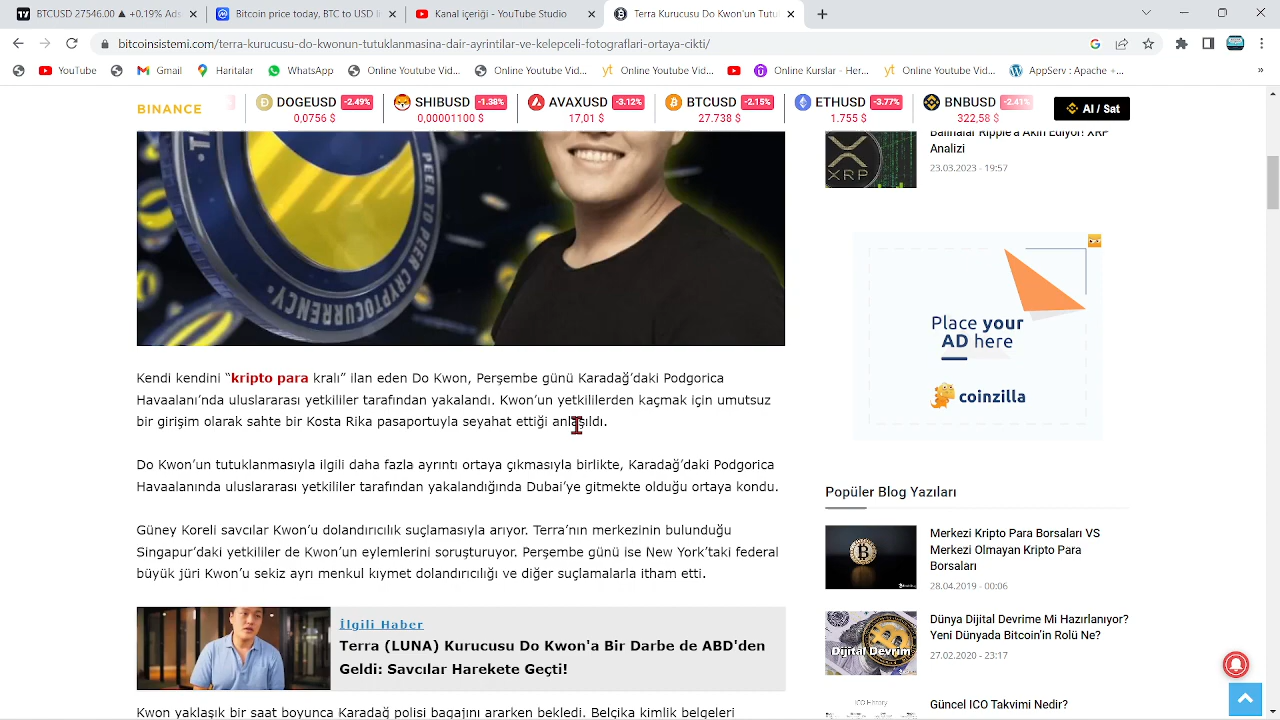 BTCUSD 27738.00 ▲ +0.19% Ads
Bitcoin price today, BTC to USD li
Kanal içeriği - YouTube Studio
Terra Kurucusu Do Kwon'un Tutu
bitcoinsistemi.com/terra-kurucusu-do-kwon-tutuklanmasina-dair-ayrintilar-ve-kelepceli-fotograflari-ortaya-cikti/
YouTube
Gmail
Haritalar
WhatsApp
Online Youtube Vid...
Online Youtube Vid...
Online Kurslar - Her...
Online Youtube Vid...
AppServ : Apache +...
BINANCE
DOGEUSD -2.49%
SHIBUSD -1.38%
0,00001100 $
AVAXUSD -3.12%
17,01 $
BTCUSD -2.15%
27.738 $
ETHUSD -3.77%
1.755 $
BNBUSD -2.41%
322,58 $
Al / Sat
PEER TO PEER CRYPTOCURRENCY
Kendi kendini “kripto para kralı” ilan eden Do Kwon, Perşembe günü Karadağ’daki Podgorica
Havaalanı’nda uluslararası yetkililer tarafından yakalandı. Kwon’un yetkililerden kaçmak için umutsuz
bir girişim olarak sahte bir Kosta Rika pasaportuyla seyahat ettiği anlaşıldı.
Do Kwon’un tutuklanmasıyla ilgili daha fazla ayrıntı ortaya çıkmasıyla birlikte, Karadağ’daki Podgorica
Havaalanında uluslararası yetkililer tarafından yakalandığında Dubai’ye gitmekte olduğu ortaya kondu.
Güney Koreli savcılar Kwon’u dolandırıcılık suçlamasıyla arıyor. Terra’nın merkezinin bulunduğu
Singapur’daki yetkililer de Kwon’un eylemlerini soruşturuyor. Perşembe günü ise New York’taki federal
büyük jüri Kwon’u sekiz ayrı menkul kıymet dolandırıcılığı ve diğer suçlamalarla itham etti.
İlgili Haber
Terra (LUNA) Kurucusu Do Kwon'a Bir Darbe de ABD'den
Geldi: Savcılar Harekete Geçti!
Kwon yaklaşık bir saat boyunca Karadağ polisi bagajını ararken bekledi. Belçika kimlik belgeleri
Balinalar Ripple'a Akın Ediyor! XRP
Analizi
23.03.2023 - 19:57
XRP
Place your
AD here
coinzilla
Popüler Blog Yazıları
Merkezi Kripto Para Borsaları VS
Merkezi Olmayan Kripto Para
Borsaları
28.04.2019 - 00:06
Dijital Devrim
Dünya Dijital Devrime Mi Hazırlanıyor?
Yeni Dünyada Bitcoin'in Rolü Ne?
27.02.2020 - 23:17
ICO History
Güncel ICO Takvimi Nedir?